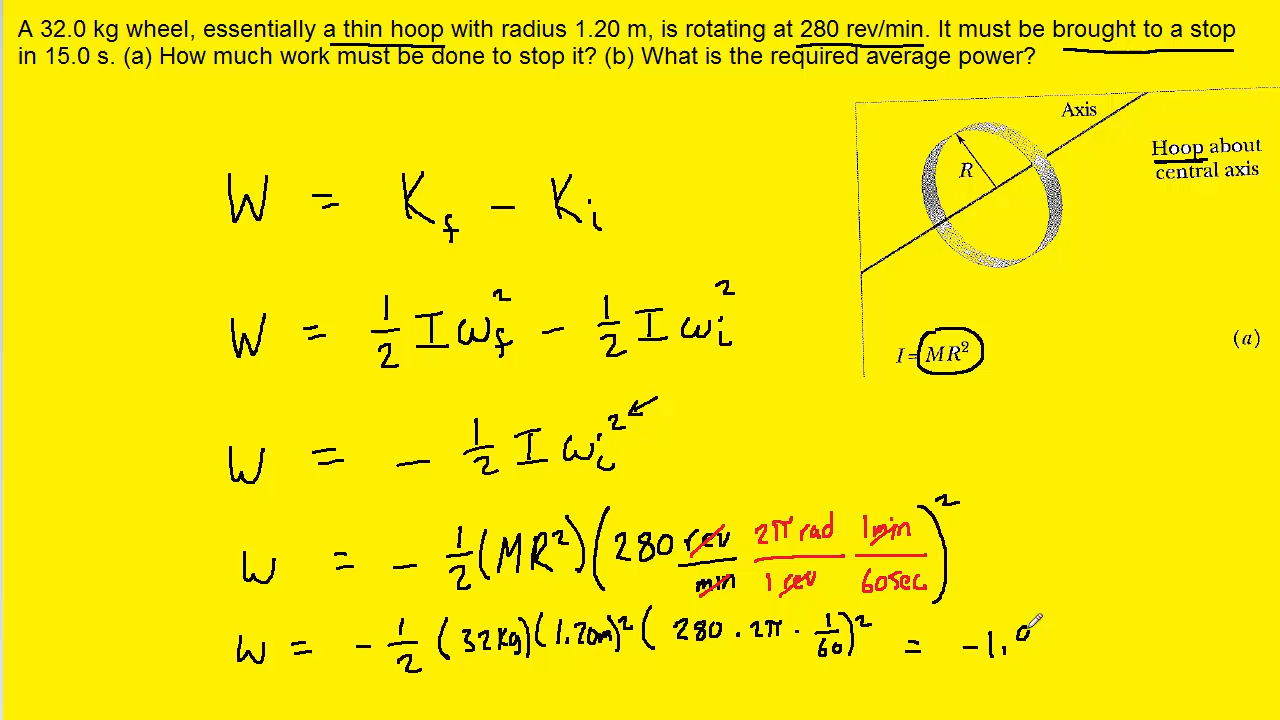 A 32.0 kg wheel, essentially a thin hoop with radius 1.20 m, is rotating at 280 rev/min. It must be brought to a stop
in 15.0 s. (a) How much work must be done to stop it? (b) What is the required average power?
Axis
R
Hoop about
central axis
I = MR²
(a)
W = K_f - K_i
W = 1/2 I ω_f² - 1/2 I ω_i²
W = - 1/2 I ω_i²
W = - 1/2 (MR²) (280 rev/min 2π rad/1 rev 1 min/60 sec)²
W = - 1/2 (32 kg) (1.20m)² (280 · 2π · 1/60)² = -1.0